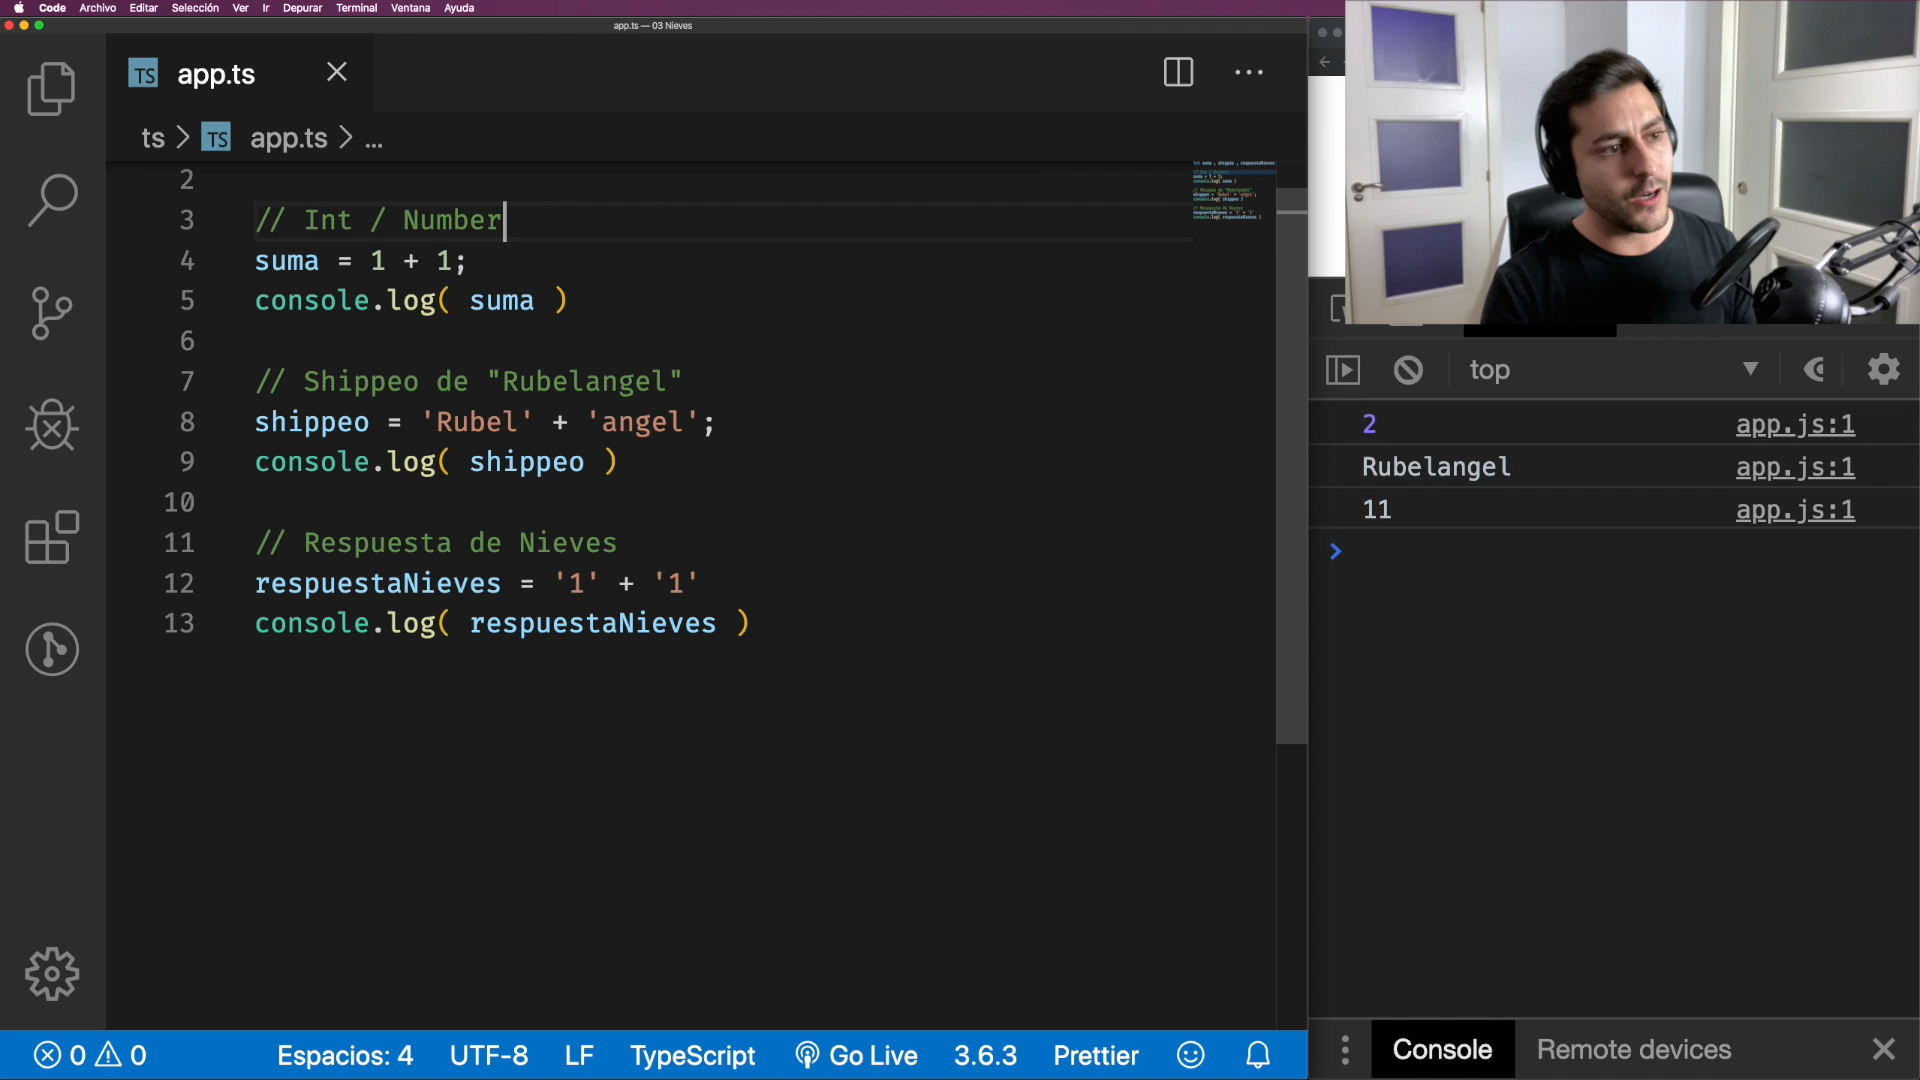 Code Archivo Editar Selección Ver Ir Depurar Terminal Ventana Ayuda
app.ts — 03 Nieves
TS app.ts
ts > TS app.ts > ...
2
3 // Int / Number
4 suma = 1 + 1;
5 console.log( suma )
6
7 // Shippeo de "Rubelangel"
8 shippeo = 'Rubel' + 'angel';
9 console.log( shippeo )
10
11 // Respuesta de Nieves
12 respuestaNieves = '1' + '1'
13 console.log( respuestaNieves )
top
2 app.js:1
Rubelangel app.js:1
11 app.js:1
0 0 Espacios: 4 UTF-8 LF TypeScript Go Live 3.6.3 Prettier
Console Remote devices